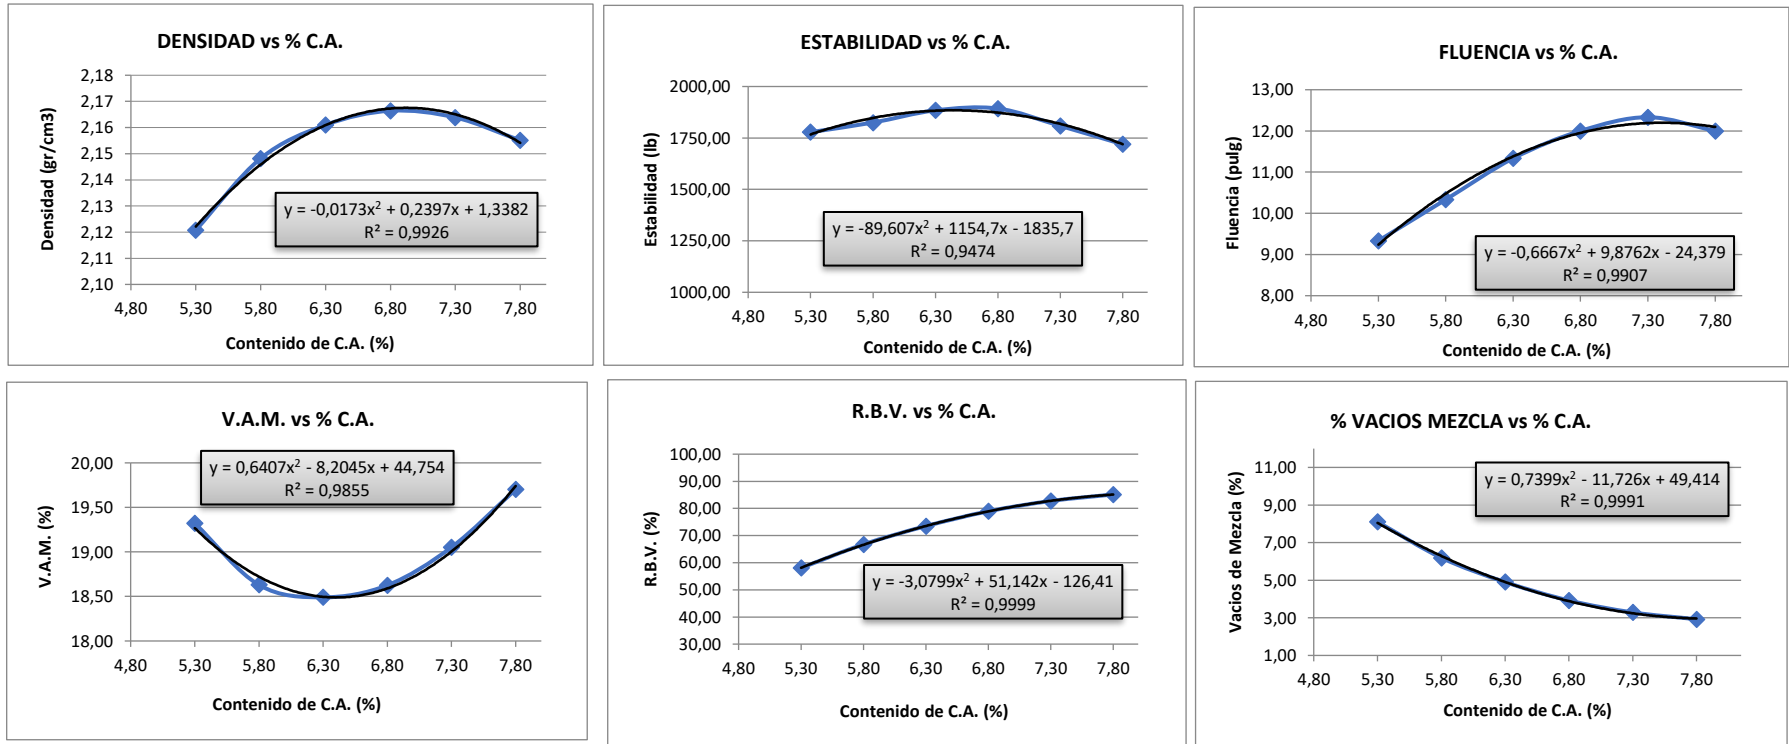 DENSIDAD vs % C.A.
Densidad (gr/cm3)
2,18
2,17
2,16
2,15
2,14
2,13
2,12
2,11
2,10
y = -0,0173x² + 0,2397x + 1,3382
R² = 0,9926
4,80 5,30 5,80 6,30 6,80 7,30 7,80
Contenido de C.A. (%)
ESTABILIDAD vs % C.A.
Estabilidad (lb)
2000,00
1750,00
1500,00
1250,00
1000,00
y = -89,607x² + 1154,7x - 1835,7
R² = 0,9474
4,80 5,30 5,80 6,30 6,80 7,30 7,80
Contenido de C.A. (%)
FLUENCIA vs % C.A.
Fluencia (pulg)
13,00
12,00
11,00
10,00
9,00
8,00
y = -0,6667x² + 9,8762x - 24,379
R² = 0,9907
4,80 5,30 5,80 6,30 6,80 7,30 7,80
Contenido de C.A. (%)
V.A.M. vs % C.A.
V.A.M. (%)
20,00
19,50
19,00
18,50
18,00
y = 0,6407x² - 8,2045x + 44,754
R² = 0,9855
4,80 5,30 5,80 6,30 6,80 7,30 7,80
Contenido de C.A. (%)
R.B.V. vs % C.A.
R.B.V. (%)
100,00
90,00
80,00
70,00
60,00
50,00
40,00
30,00
y = -3,0799x² + 51,142x - 126,41
R² = 0,9999
4,80 5,30 5,80 6,30 6,80 7,30 7,80
Contenido de C.A. (%)
% VACIOS MEZCLA vs % C.A.
Vacios de Mezcla (%)
11,00
9,00
7,00
5,00
3,00
1,00
y = 0,7399x² - 11,726x + 49,414
R² = 0,9991
4,80 5,30 5,80 6,30 6,80 7,30 7,80
Contenido de C.A. (%)